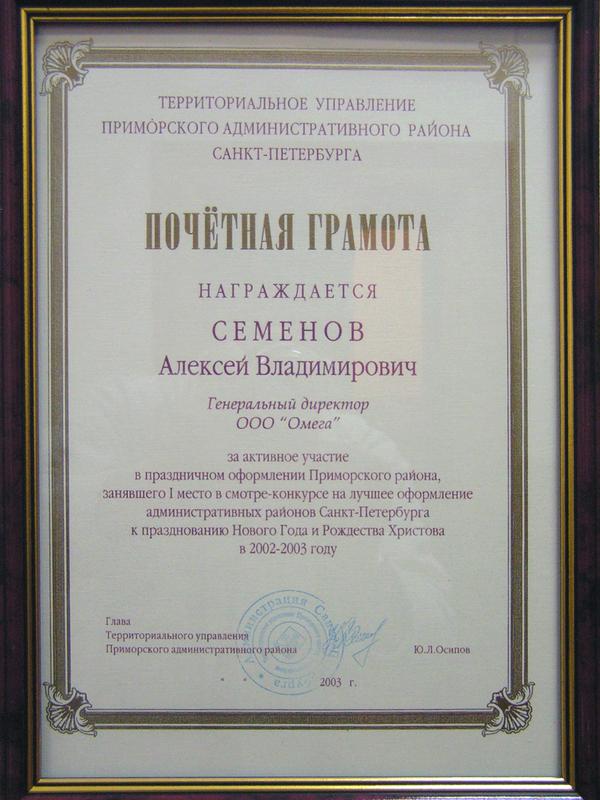 ТЕРРИТОРИАЛЬНОЕ УПРАВЛЕНИЕ
ПРИМОРСКОГО АДМИНИСТРАТИВНОГО РАЙОНА
САНКТ-ПЕТЕРБУРГА
ПОЧЁТНАЯ ГРАМОТА
НАГРАЖДАЕТСЯ
СЕМЕНОВ
Алексей Владимирович
Генеральный директор
ООО "Омега"
за активное участие
в праздничном оформлении Приморского района,
занявшего I место в смотре-конкурсе на лучшее оформление
административных районов Санкт-Петербурга
к празднованию Нового Года и Рождества Христова
в 2002-2003 году
Глава
Территориального управления
Приморского административного района
Ю.Л.Осипов
" " 2003 г.